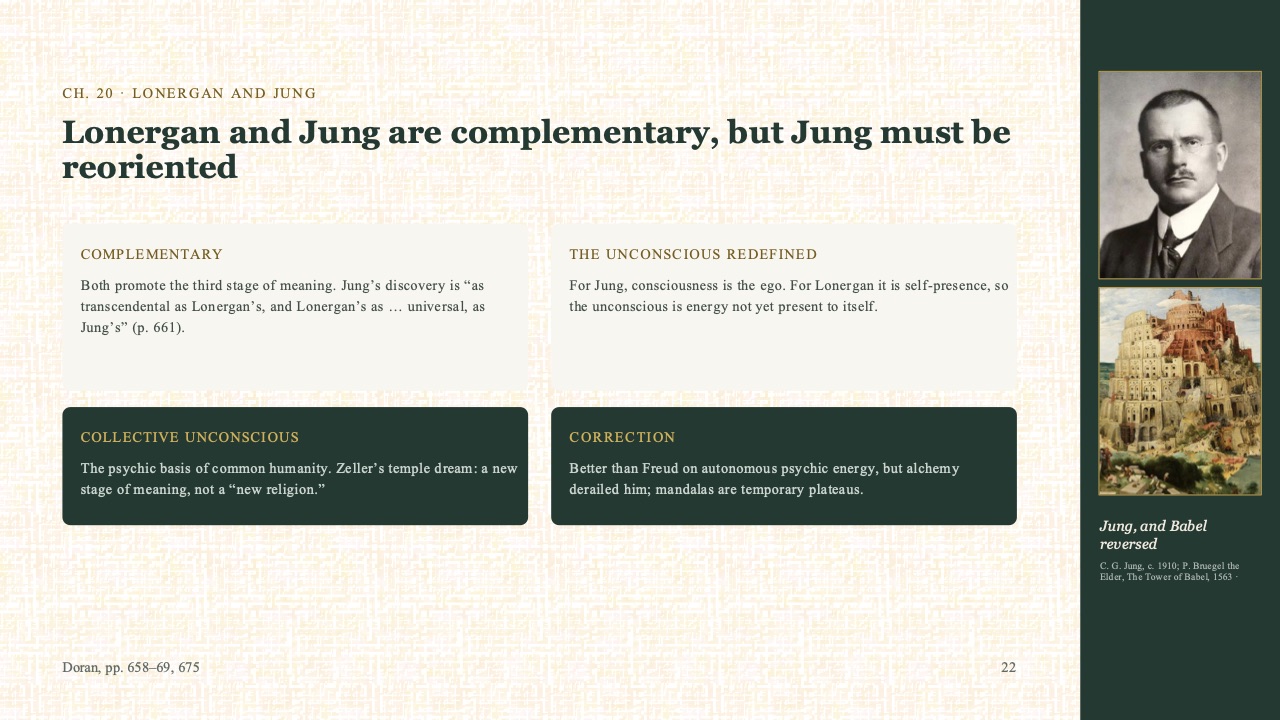 CH. 20 · LONERGAN AND JUNG
Lonergan and Jung are complementary, but Jung must be
reoriented
COMPLEMENTARY
Both promote the third stage of meaning. Jung’s discovery is “as
transcendental as Lonergan’s, and Lonergan’s as … universal, as
Jung’s” (p. 661).
THE UNCONSCIOUS REDEFINED
For Jung, consciousness is the ego. For Lonergan it is self-presence, so
the unconscious is energy not yet present to itself.
COLLECTIVE UNCONSCIOUS
The psychic basis of common humanity. Zeller’s temple dream: a new
stage of meaning, not a “new religion.”
CORRECTION
Better than Freud on autonomous psychic energy, but alchemy
derailed him; mandalas are temporary plateaus.
Jung, and Babel
reversed
C. G. Jung, c. 1910; P. Bruegel the
Elder, The Tower of Babel, 1563 ·
Doran, pp. 658–69, 675
22